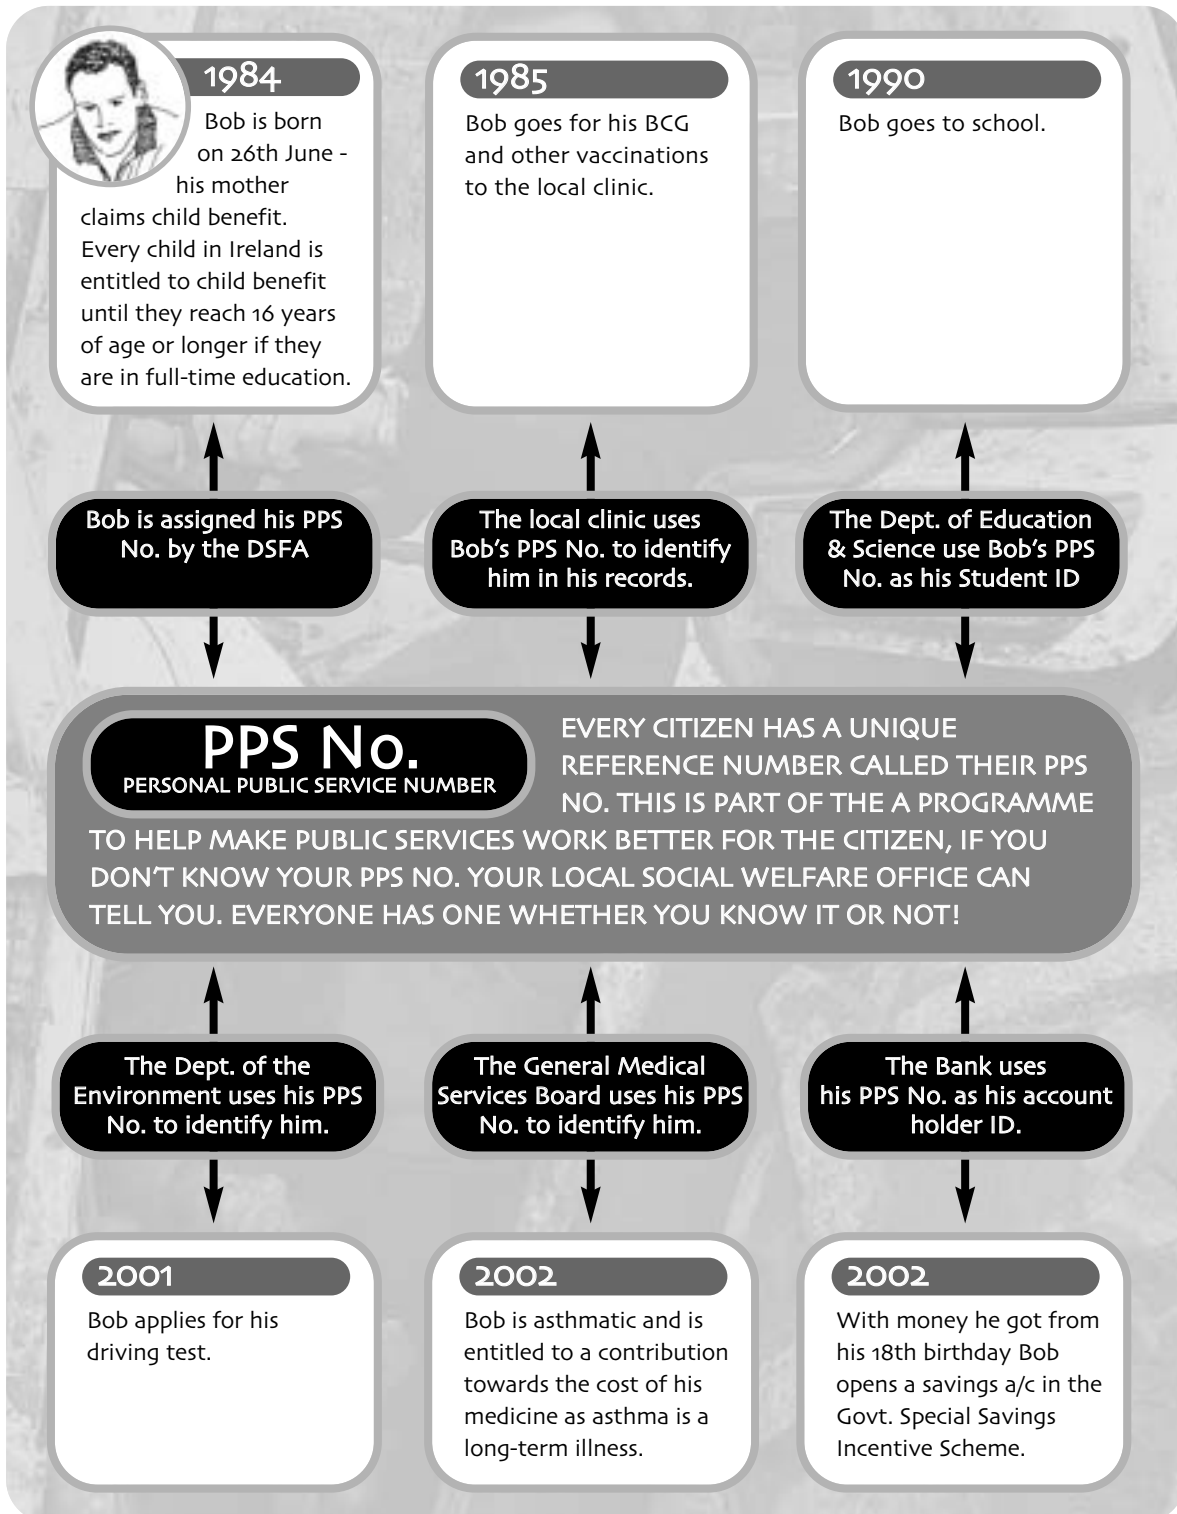 1984
Bob is born
on 26th June -
his mother
claims child benefit.
Every child in Ireland is
entitled to child benefit
until they reach 16 years
of age or longer if they
are in full-time education.
1985
Bob goes for his BCG
and other vaccinations
to the local clinic.
1990
Bob goes to school.
Bob is assigned his PPS
No. by the DSFA
The local clinic uses
Bob's PPS No. to identify
him in his records.
The Dept. of Education
& Science use Bob's PPS
No. as his Student ID
PPS No.
PERSONAL PUBLIC SERVICE NUMBER
EVERY CITIZEN HAS A UNIQUE
REFERENCE NUMBER CALLED THEIR PPS
NO. THIS IS PART OF THE A PROGRAMME
TO HELP MAKE PUBLIC SERVICES WORK BETTER FOR THE CITIZEN, IF YOU
DON'T KNOW YOUR PPS NO. YOUR LOCAL SOCIAL WELFARE OFFICE CAN
TELL YOU. EVERYONE HAS ONE WHETHER YOU KNOW IT OR NOT!
The Dept. of the
Environment uses his PPS
No. to identify him.
The General Medical
Services Board uses his PPS
No. to identify him.
The Bank uses
his PPS No. as his account
holder ID.
2001
Bob applies for his
driving test.
2002
Bob is asthmatic and is
entitled to a contribution
towards the cost of his
medicine as asthma is a
long-term illness.
2002
With money he got from
his 18th birthday Bob
opens a savings a/c in the
Govt. Special Savings
Incentive Scheme.